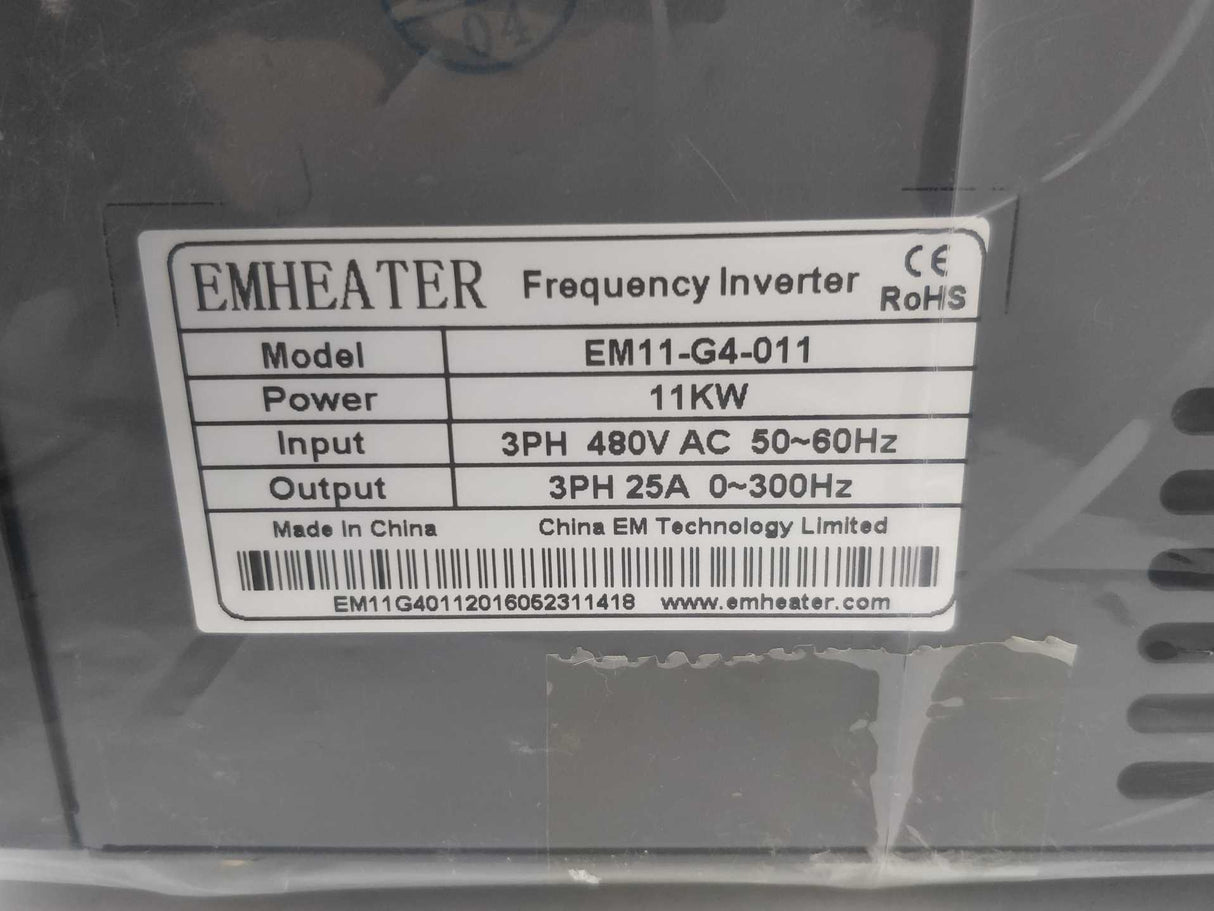 04
EMHEATER Frequency Inverter CE
RoHS
Model EM11-G4-011
Power 11KW
Input 3PH 480V AC 50~60Hz
Output 3PH 25A 0~300Hz
Made In China China EM Technology Limited
EM11G40112016052311418 www.emheater.com